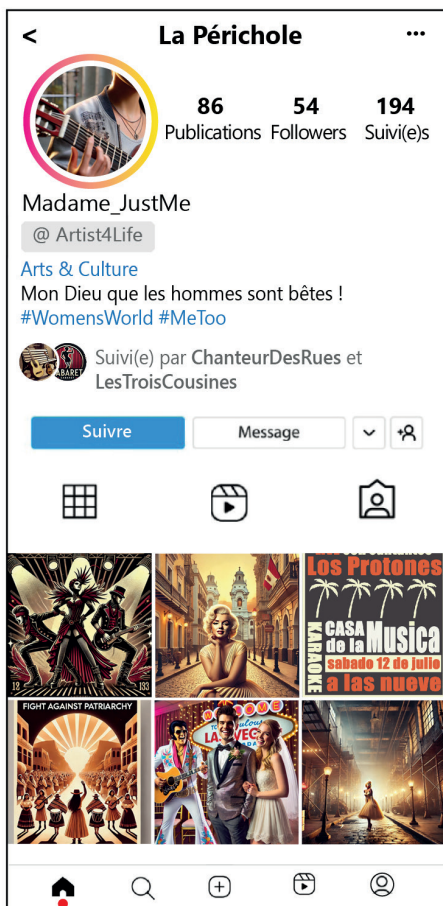 < La Périchole ...
86 54 194
Publications Followers Suivi(e)s
Madame_JustMe
@ Artist4Life
Arts & Culture
Mon Dieu que les hommes sont bêtes !
#WomensWorld #MeToo
CABARET
Suivi(e) par ChanteurDesRues et
LesTroisCousines
Suivre Message
Los Protones
KARAOKE
CASA
de la Musica
sabado 12 de julio
a las nueve
FIGHT AGAINST PATRIARCHY
fabulous
LAS VEGAS